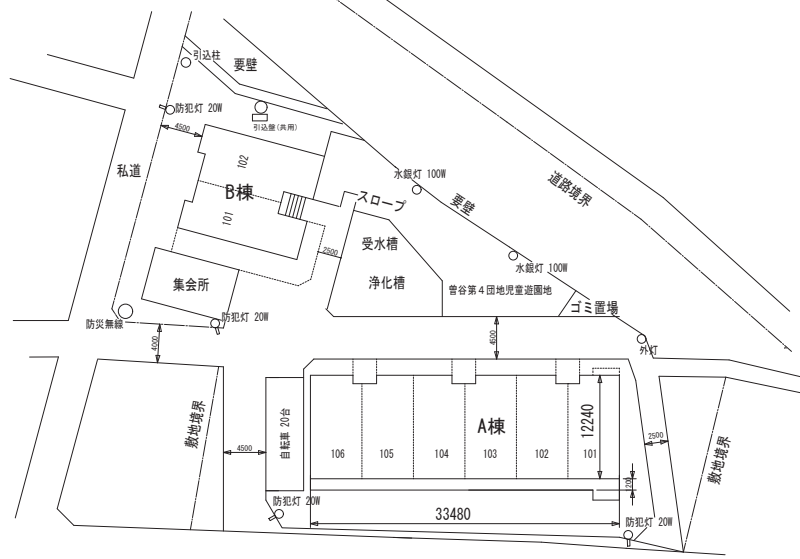 引込柱
要壁
防犯灯 20W
引込盤(共用)
4500
私道
102
B棟
101
水銀灯 100W
道路境界
スロープ
要壁
受水槽
2500
浄化槽
水銀灯 100W
集会所
曽谷第4団地児童遊園地
ゴミ置場
防災無線
防犯灯 20W
4000
4500
外灯
敷地境界
自転車 20台
A棟
12240
4500
2500
敷地境界
106
105
104
103
102
101
防犯灯 20W
33480
防犯灯 20W